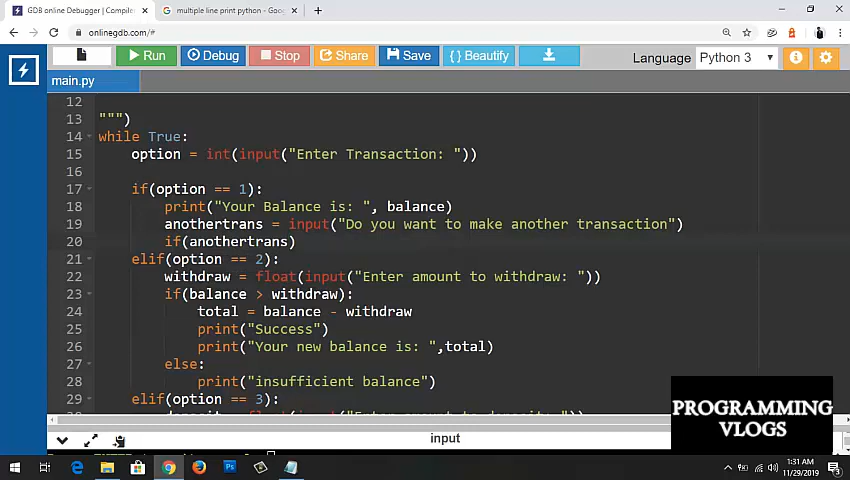 GDB online Debugger | Compiler
multiple line print python - Goo
onlinegdb.com/#
Run
Debug
Stop
Share
Save
{ } Beautify
Language Python 3
main.py
12
13 """)
14 while True:
15 option = int(input("Enter Transaction: "))
16
17 if(option == 1):
18 print("Your Balance is: ", balance)
19 anothertrans = input("Do you want to make another transaction")
20 if(anothertrans)
21 elif(option == 2):
22 withdraw = float(input("Enter amount to withdraw: "))
23 if(balance > withdraw):
24 total = balance - withdraw
25 print("Success")
26 print("Your new balance is: ",total)
27 else:
28 print("insufficient balance")
29 elif(option == 3):
PROGRAMMING
VLOGS
input
1:31 AM
11/29/2019